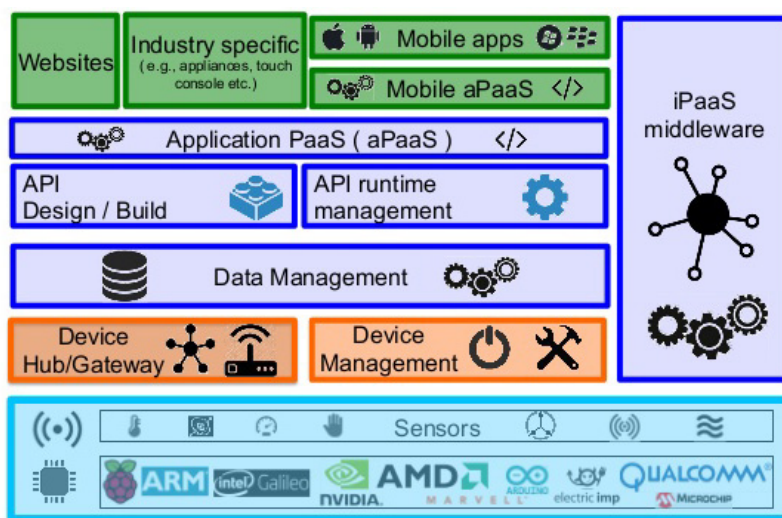 Websites
Industry specific
( e.g., appliances, touch
console etc.)
Mobile apps
Mobile aPaaS </>
iPaaS
middleware
Application PaaS ( aPaaS ) </>
API
Design / Build
API runtime
management
Data Management
Device
Hub/Gateway
Device
Management
Sensors
ARM
intel Galileo
NVIDIA.
AMD
MARVELL
ARDUINO
electric imp
QUALCOMM®
MICROCHIP